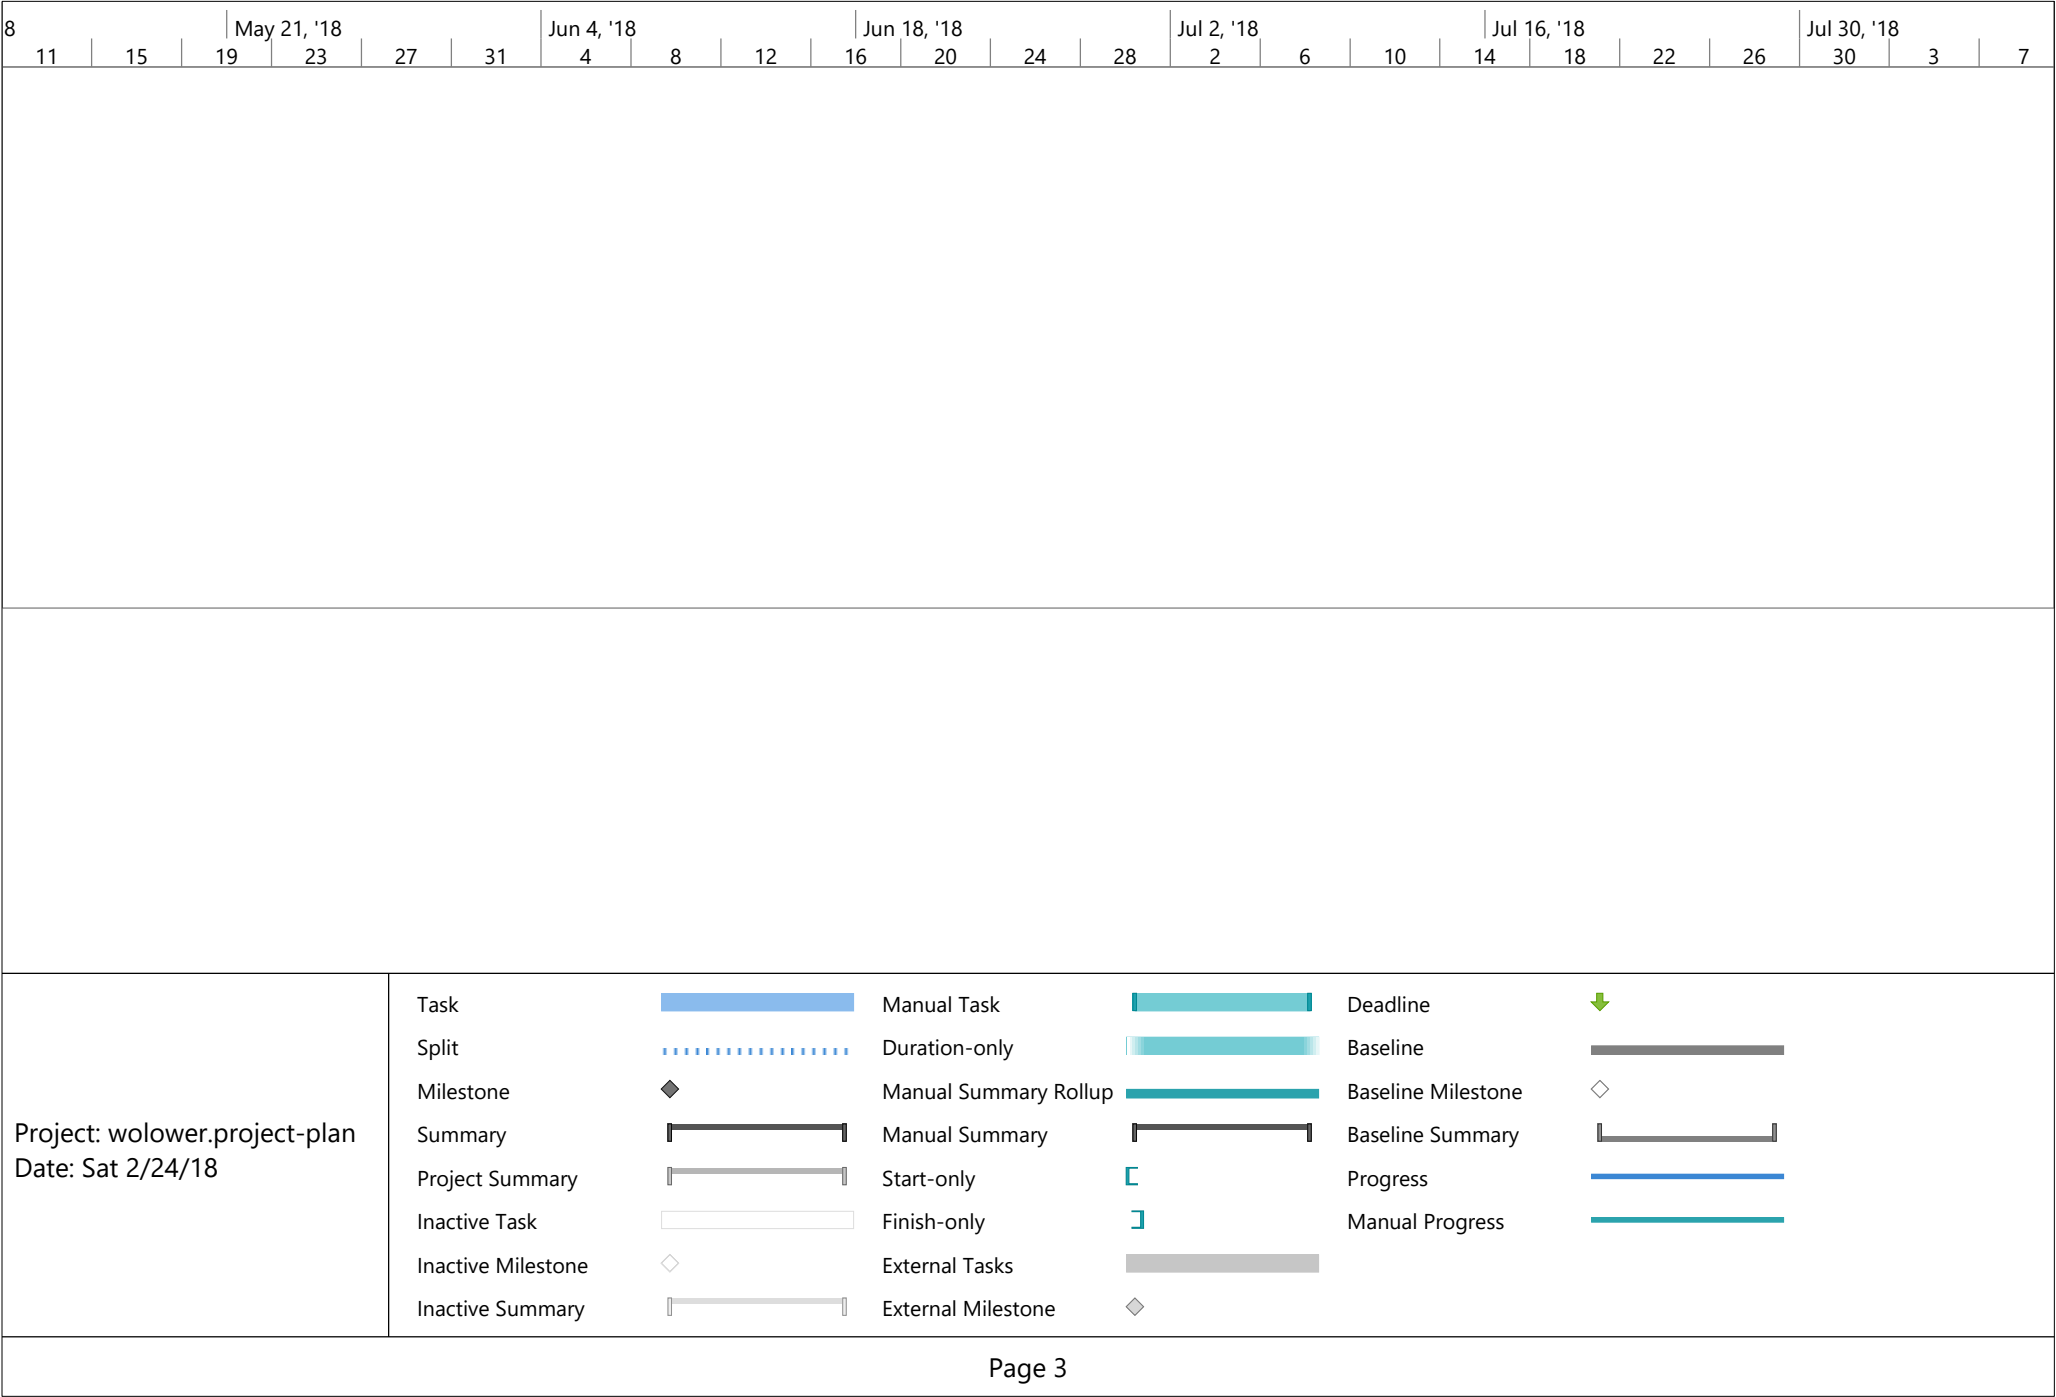 8 May 21, '18 Jun 4, '18 Jun 18, '18 Jul 2, '18 Jul 16, '18 Jul 30, '18
11 15 19 23 27 31 4 8 12 16 20 24 28 2 6 10 14 18 22 26 30 3 7
Project: wolower.project-plan
Date: Sat 2/24/18
Task
Split
Milestone
Summary
Project Summary
Inactive Task
Inactive Milestone
Inactive Summary
Manual Task
Duration-only
Manual Summary Rollup
Manual Summary
Start-only
Finish-only
External Tasks
External Milestone
Deadline
Baseline
Baseline Milestone
Baseline Summary
Progress
Manual Progress
Page 3